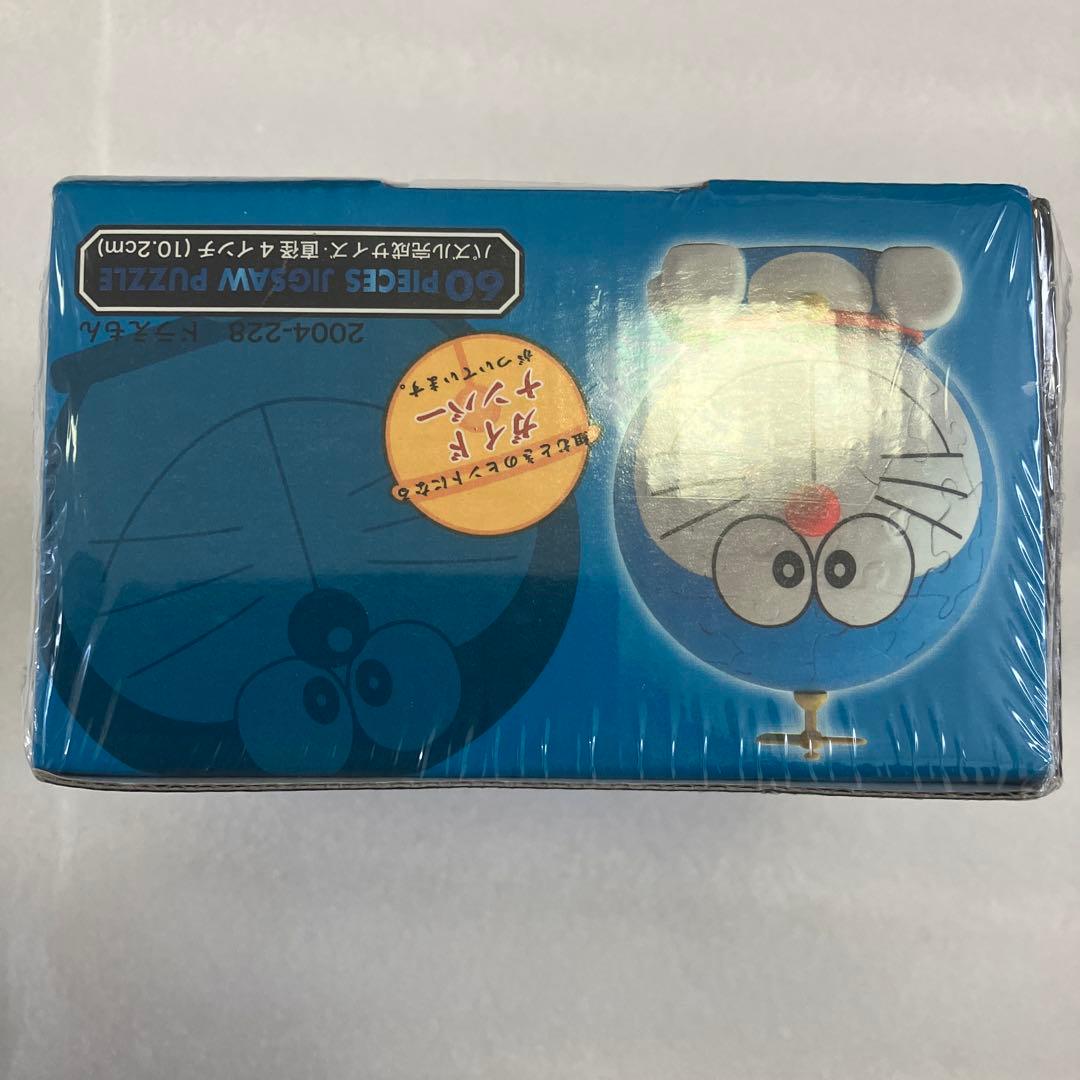 2004-228 ドラえもん
60 PIECES JIGSAW PUZZLE
パズル完成サイズ・直径4インチ(10.2cm)
組むときのヒントになる
ガイド
ナンバー
がついています。